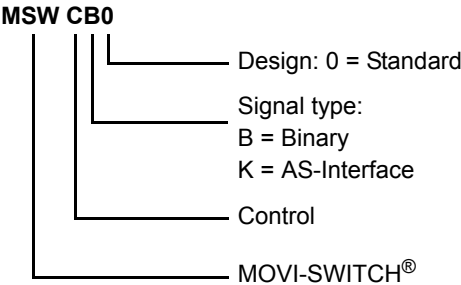 MSW CB0
Design: 0 = Standard
Signal type:
B = Binary
K = AS-Interface
Control
MOVI-SWITCH®